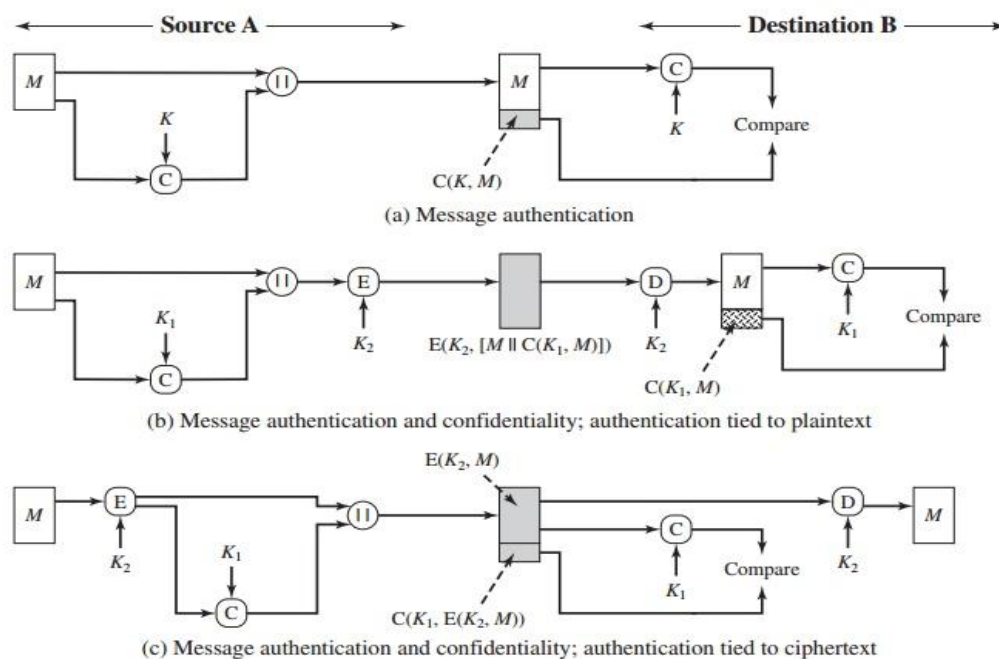 Source A
Destination B
M
||
M
C
K
K
Compare
C
C(K, M)
(a) Message authentication
M
||
E
D
M
C
K₁
K₂
E(K₂, [M || C(K₁, M)])
K₂
K₁
Compare
C
C(K₁, M)
(b) Message authentication and confidentiality; authentication tied to plaintext
E(K₂, M)
M
E
||
D
M
K₂
K₁
C
K₁
Compare
K₂
C
C(K₁, E(K₂, M))
(c) Message authentication and confidentiality; authentication tied to ciphertext